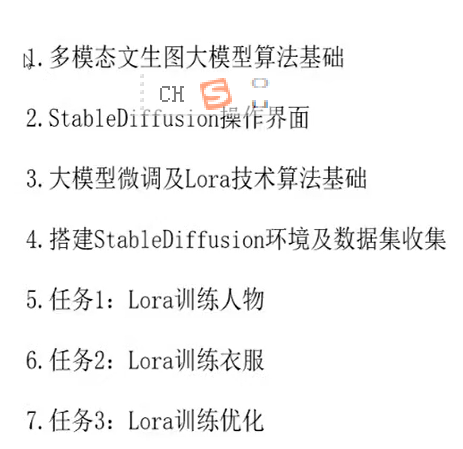 1.多模态文生图大模型算法基础
CH S
2.StableDiffusion操作界面
3.大模型微调及Lora技术算法基础
4.搭建StableDiffusion环境及数据集收集
5.任务1：Lora训练人物
6.任务2：Lora训练衣服
7.任务3：Lora训练优化